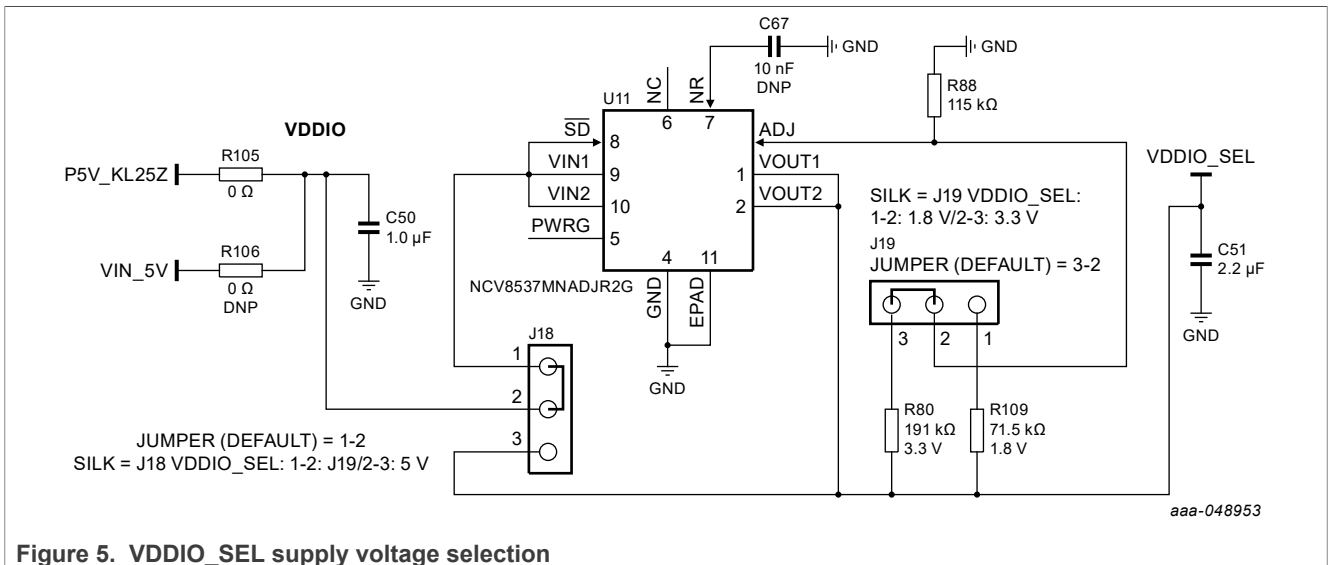 C67
GND
10 nF
DNP
GND
R88
115 kΩ
U11
NC
NR
6
7
VDDIO
SD
8
ADJ
VIN1
9
VOUT1
1
VIN2
10
VOUT2
2
PWRG
5
4
11
GND
EPAD
NCV8537MNADJR2G
GND
P5V_KL25Z
R105
0 Ω
C50
1.0 µF
GND
VIN_5V
R106
0 Ω
DNP
VDDIO_SEL
SILK = J19 VDDIO_SEL:
1-2: 1.8 V/2-3: 3.3 V
J19
JUMPER (DEFAULT) = 3-2
C51
2.2 µF
GND
3
2
1
J18
1
2
3
JUMPER (DEFAULT) = 1-2
SILK = J18 VDDIO_SEL: 1-2: J19/2-3: 5 V
R80
191 kΩ
3.3 V
R109
71.5 kΩ
1.8 V
aaa-048953
Figure 5. VDDIO_SEL supply voltage selection